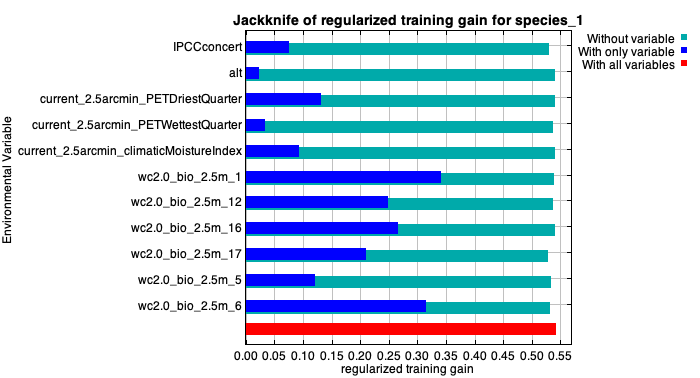 Jackknife of regularized training gain for species_1
Without variable
With only variable
With all variables
Environmental Variable
IPCCconcert
alt
current_2.5arcmin_PETDriestQuarter
current_2.5arcmin_PETWettestQuarter
current_2.5arcmin_climaticMoistureIndex
wc2.0_bio_2.5m_1
wc2.0_bio_2.5m_12
wc2.0_bio_2.5m_16
wc2.0_bio_2.5m_17
wc2.0_bio_2.5m_5
wc2.0_bio_2.5m_6
0.00 0.05 0.10 0.15 0.20 0.25 0.30 0.35 0.40 0.45 0.50 0.55
regularized training gain